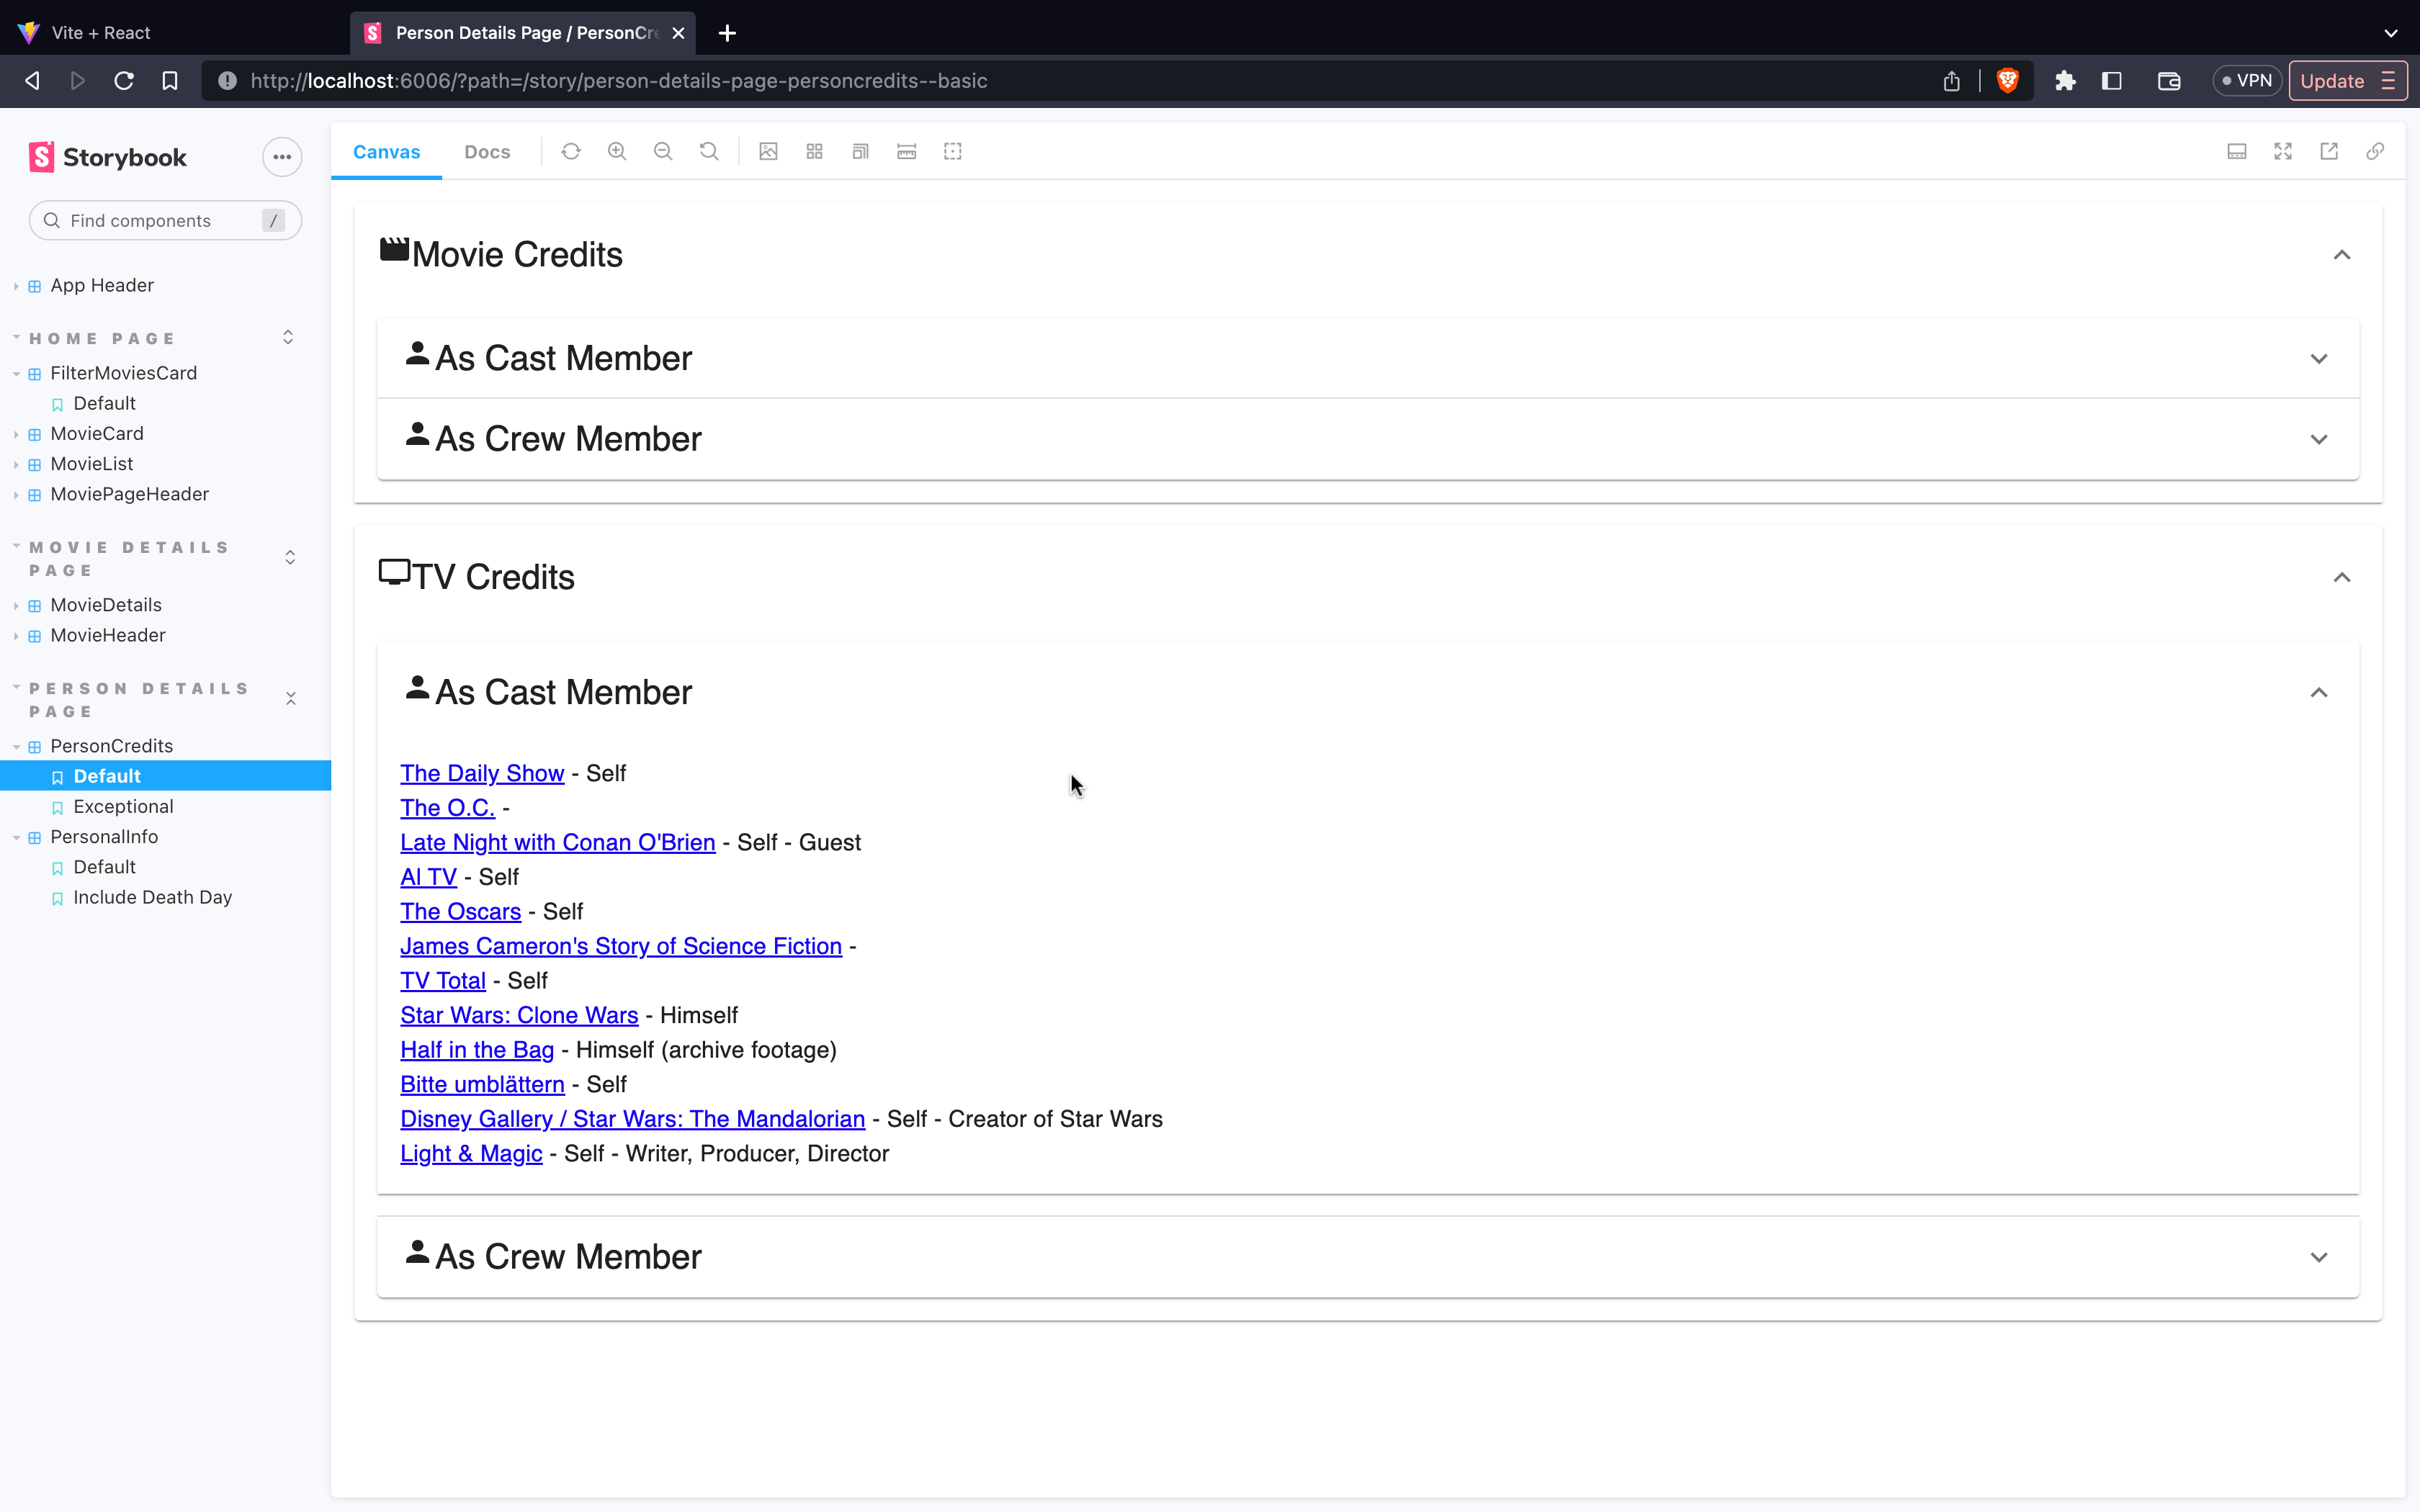 Vite + React
Person Details Page / PersonCre
http://localhost:6006/?path=/story/person-details-page-personcredits--basic
VPN
Update
Storybook
Find components
/
App Header
HOME PAGE
FilterMoviesCard
Default
MovieCard
MovieList
MoviePageHeader
MOVIE DETAILS
PAGE
MovieDetails
MovieHeader
PERSON DETAILS
PAGE
PersonCredits
Default
Exceptional
PersonalInfo
Default
Include Death Day
Canvas
Docs
Movie Credits
As Cast Member
As Crew Member
TV Credits
As Cast Member
The Daily Show - Self
The O.C. -
Late Night with Conan O'Brien - Self - Guest
Al TV - Self
The Oscars - Self
James Cameron's Story of Science Fiction -
TV Total - Self
Star Wars: Clone Wars - Himself
Half in the Bag - Himself (archive footage)
Bitte umblättern - Self
Disney Gallery / Star Wars: The Mandalorian - Self - Creator of Star Wars
Light & Magic - Self - Writer, Producer, Director
As Crew Member